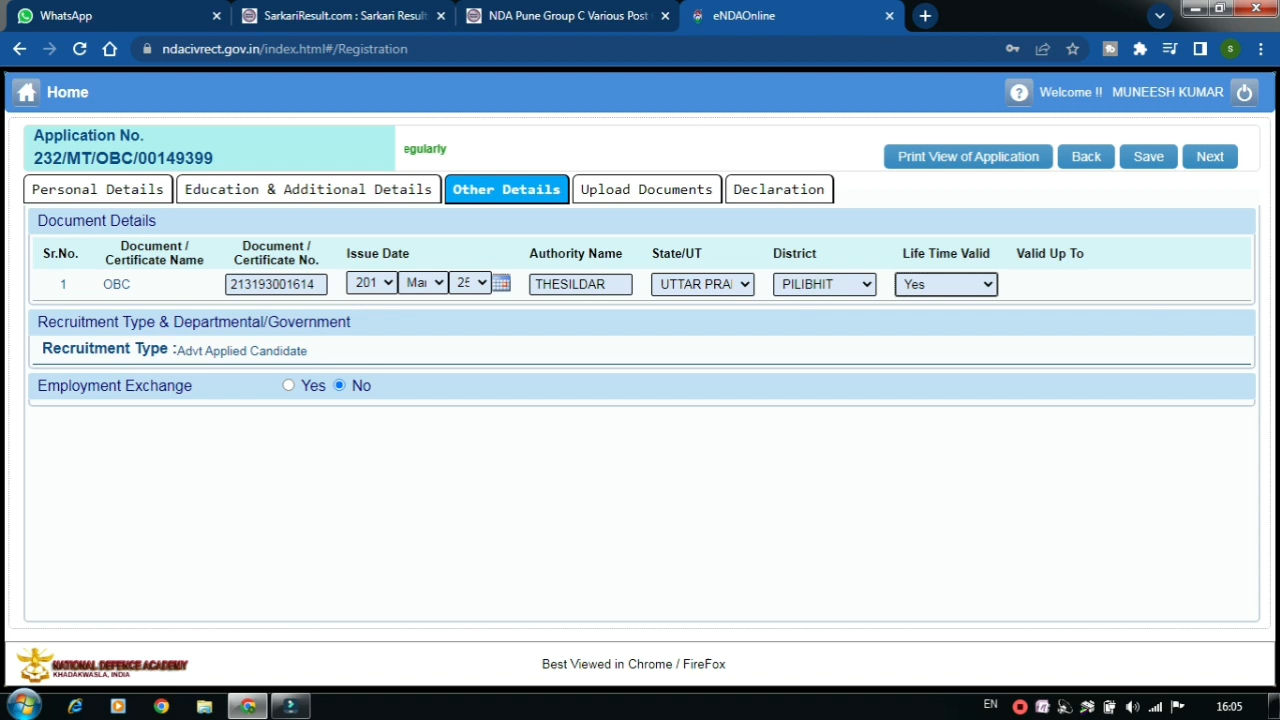 WhatsApp
SarkariResult.com : Sarkari Result
NDA Pune Group C Various Post
eNDAOnline
ndacivrect.gov.in/index.html#/Registration
S
Home
Welcome !! MUNEESH KUMAR
Application No.
232/MT/OBC/00149399
egularly
Print View of Application
Back
Save
Next
Personal Details
Education & Additional Details
Other Details
Upload Documents
Declaration
Document Details
Sr.No.
Document / Certificate Name
Document / Certificate No.
Issue Date
Authority Name
State/UT
District
Life Time Valid
Valid Up To
1
OBC
213193001614
201
Mar
25
THESILDAR
UTTAR PRA
PILIBHIT
Yes
Recruitment Type & Departmental/Government
Recruitment Type : Advt Applied Candidate
Employment Exchange Yes No
NATIONAL DEFENCE ACADEMY
KHADAKWASLA, INDIA
Best Viewed in Chrome / FireFox
EN
16:05